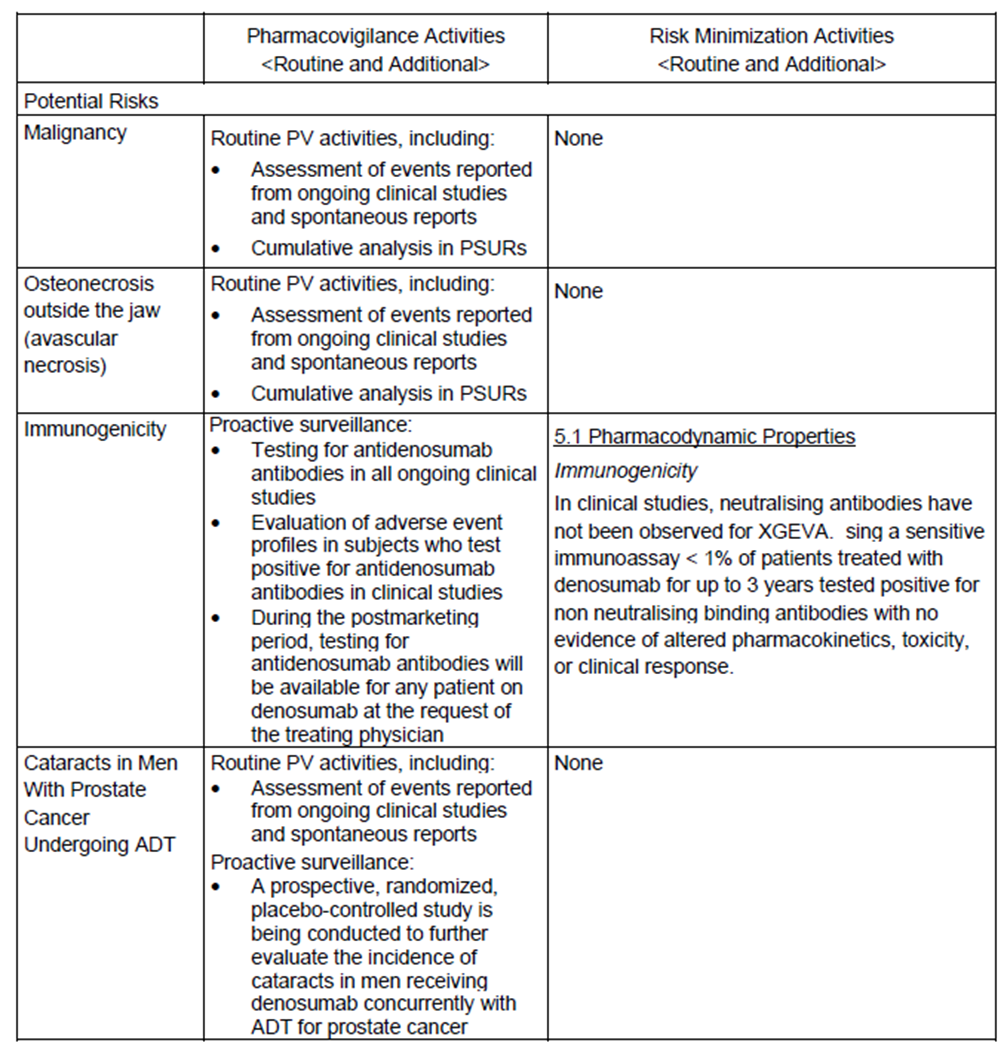 Pharmacovigilance Activities
<Routine and Additional>
Risk Minimization Activities
<Routine and Additional>
Potential Risks
Malignancy
Routine PV activities, including:
• Assessment of events reported
from ongoing clinical studies
and spontaneous reports
• Cumulative analysis in PSURs
None
Osteonecrosis
outside the jaw
(avascular
necrosis)
Routine PV activities, including:
• Assessment of events reported
from ongoing clinical studies
and spontaneous reports
• Cumulative analysis in PSURs
None
Immunogenicity
Proactive surveillance:
• Testing for antidenosumab
antibodies in all ongoing clinical
studies
• Evaluation of adverse event
profiles in subjects who test
positive for antidenosumab
antibodies in clinical studies
• During the postmarketing
period, testing for
antidenosumab antibodies will
be available for any patient on
denosumab at the request of
the treating physician
5.1 Pharmacodynamic Properties
Immunogenicity
In clinical studies, neutralising antibodies have
not been observed for XGEVA.  sing a sensitive
immunoassay < 1% of patients treated with
denosumab for up to 3 years tested positive for
non neutralising binding antibodies with no
evidence of altered pharmacokinetics, toxicity,
or clinical response.
Cataracts in Men
With Prostate
Cancer
Undergoing ADT
Routine PV activities, including:
• Assessment of events reported
from ongoing clinical studies
and spontaneous reports
Proactive surveillance:
• A prospective, randomized,
placebo-controlled study is
being conducted to further
evaluate the incidence of
cataracts in men receiving
denosumab concurrently with
ADT for prostate cancer
None